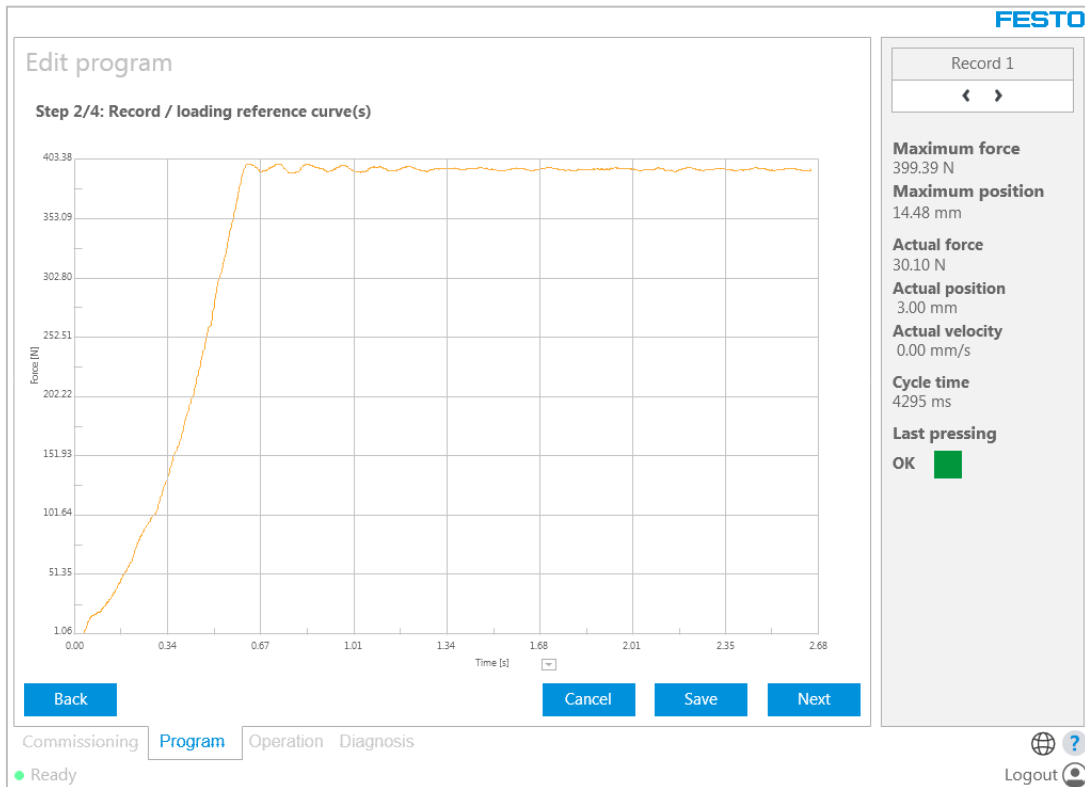 FESTO
Edit program
Step 2/4: Record / loading reference curve(s)
403.38
353.09
302.80
252.51
202.22
151.93
101.64
51.35
1.06
Force [N]
0.00 0.34 0.67 1.01 1.34 1.68 2.01 2.35 2.68
Time [s]
Back Cancel Save Next
Record 1
Maximum force
399.39 N
Maximum position
14.48 mm
Actual force
30.10 N
Actual position
3.00 mm
Actual velocity
0.00 mm/s
Cycle time
4295 ms
Last pressing
OK
Commissioning Program Operation Diagnosis
?
Ready
Logout